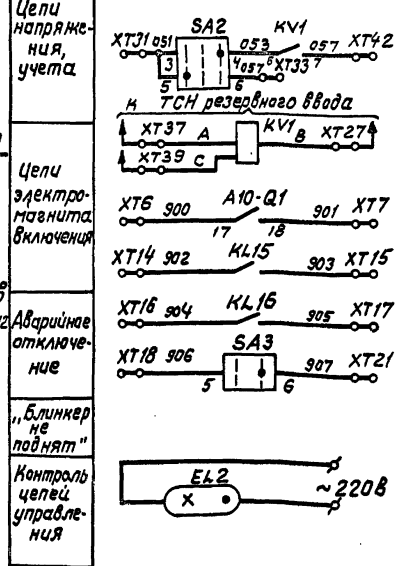 Цепи
напряже-
ния,
учета
SA2
KV1
XT31 051
053
057 XT42
3
5
4 057 6 XT33 7
6
К ТСН резервного ввода
XT37 A
KV1
B XT27
XT39 C
Цепи
электро-
магнита
включения
XT6 900
A10-Q1
901 XT7
17 18
XT14 902
KL15
903 XT15
Аварийное
отключе-
ние
XT16 904
KL16
905 XT17
SA3
XT18 906
907 XT21
5 6
„Блинкер
не
поднят"
Контроль
цепей
управле-
ния
EL2
~220В